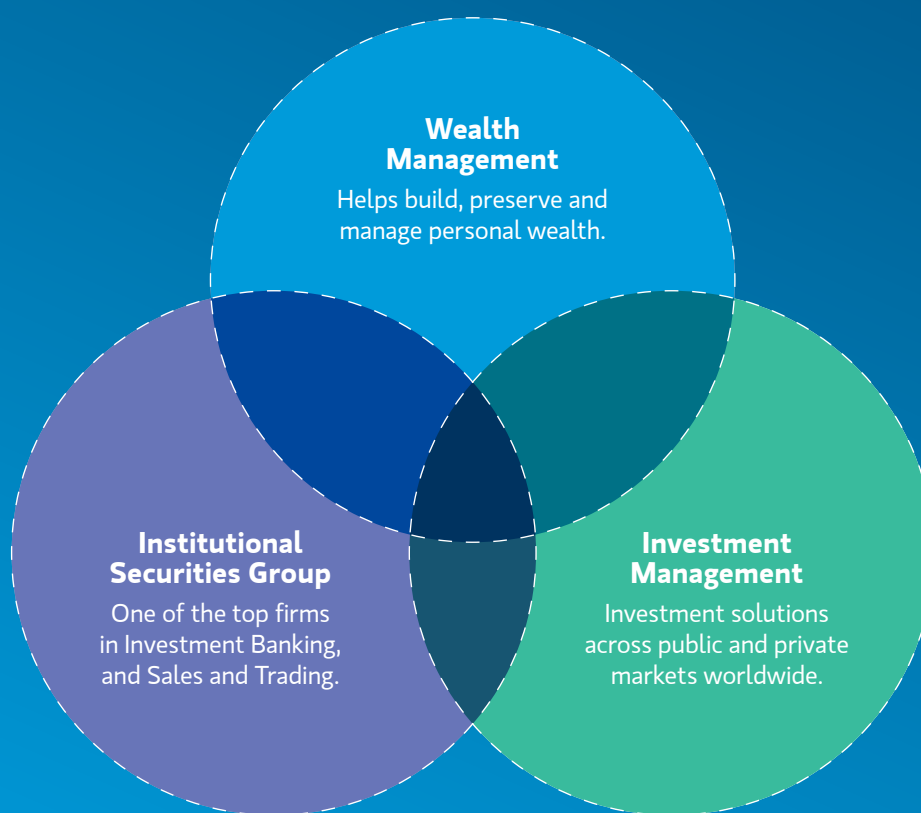 Wealth
Management
Helps build, preserve and
manage personal wealth.
Institutional
Securities Group
One of the top firms
in Investment Banking,
and Sales and Trading.
Investment
Management
Investment solutions
across public and private
markets worldwide.